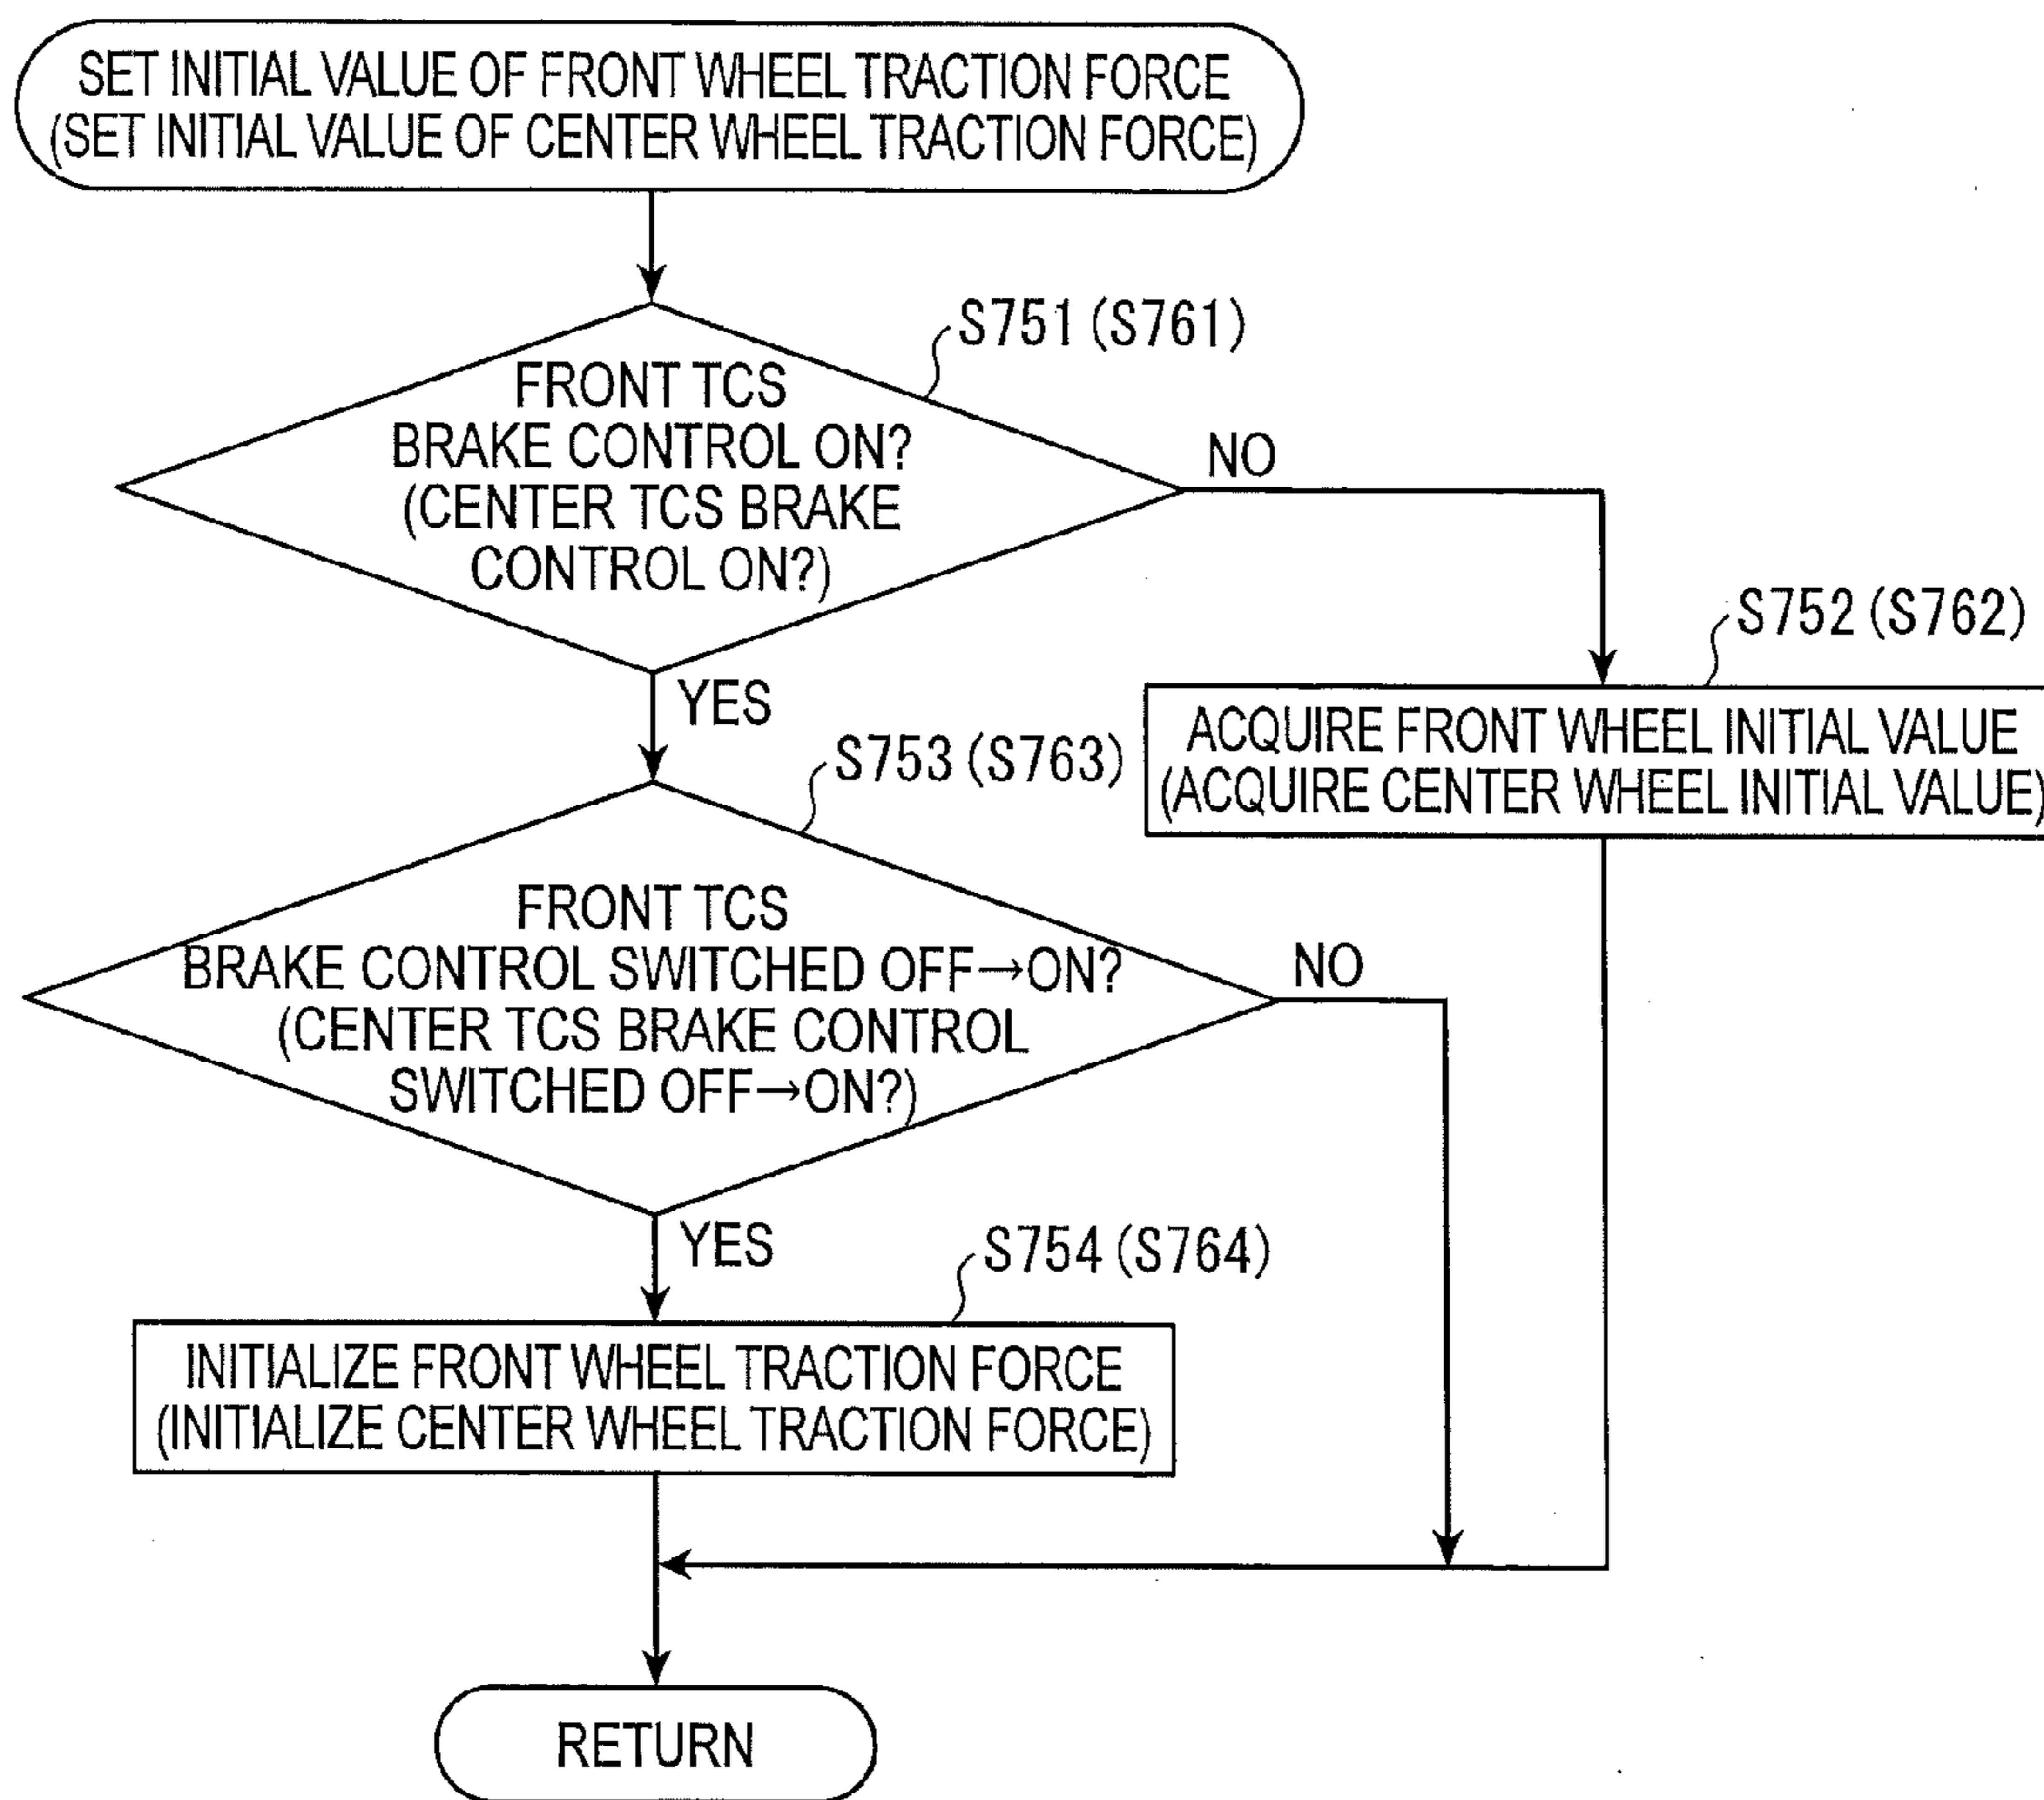 SET INITIAL VALUE OF FRONT WHEEL TRACTION FORCE
(SET INITIAL VALUE OF CENTER WHEEL TRACTION FORCE)
S751 (S761)
FRONT TCS
BRAKE CONTROL ON?
(CENTER TCS BRAKE
CONTROL ON?)
NO
YES
S752 (S762)
ACQUIRE FRONT WHEEL INITIAL VALUE
(ACQUIRE CENTER WHEEL INITIAL VALUE)
S753 (S763)
FRONT TCS
BRAKE CONTROL SWITCHED OFF→ON?
(CENTER TCS BRAKE CONTROL
SWITCHED OFF→ON?)
NO
YES
S754 (S764)
INITIALIZE FRONT WHEEL TRACTION FORCE
(INITIALIZE CENTER WHEEL TRACTION FORCE)
RETURN